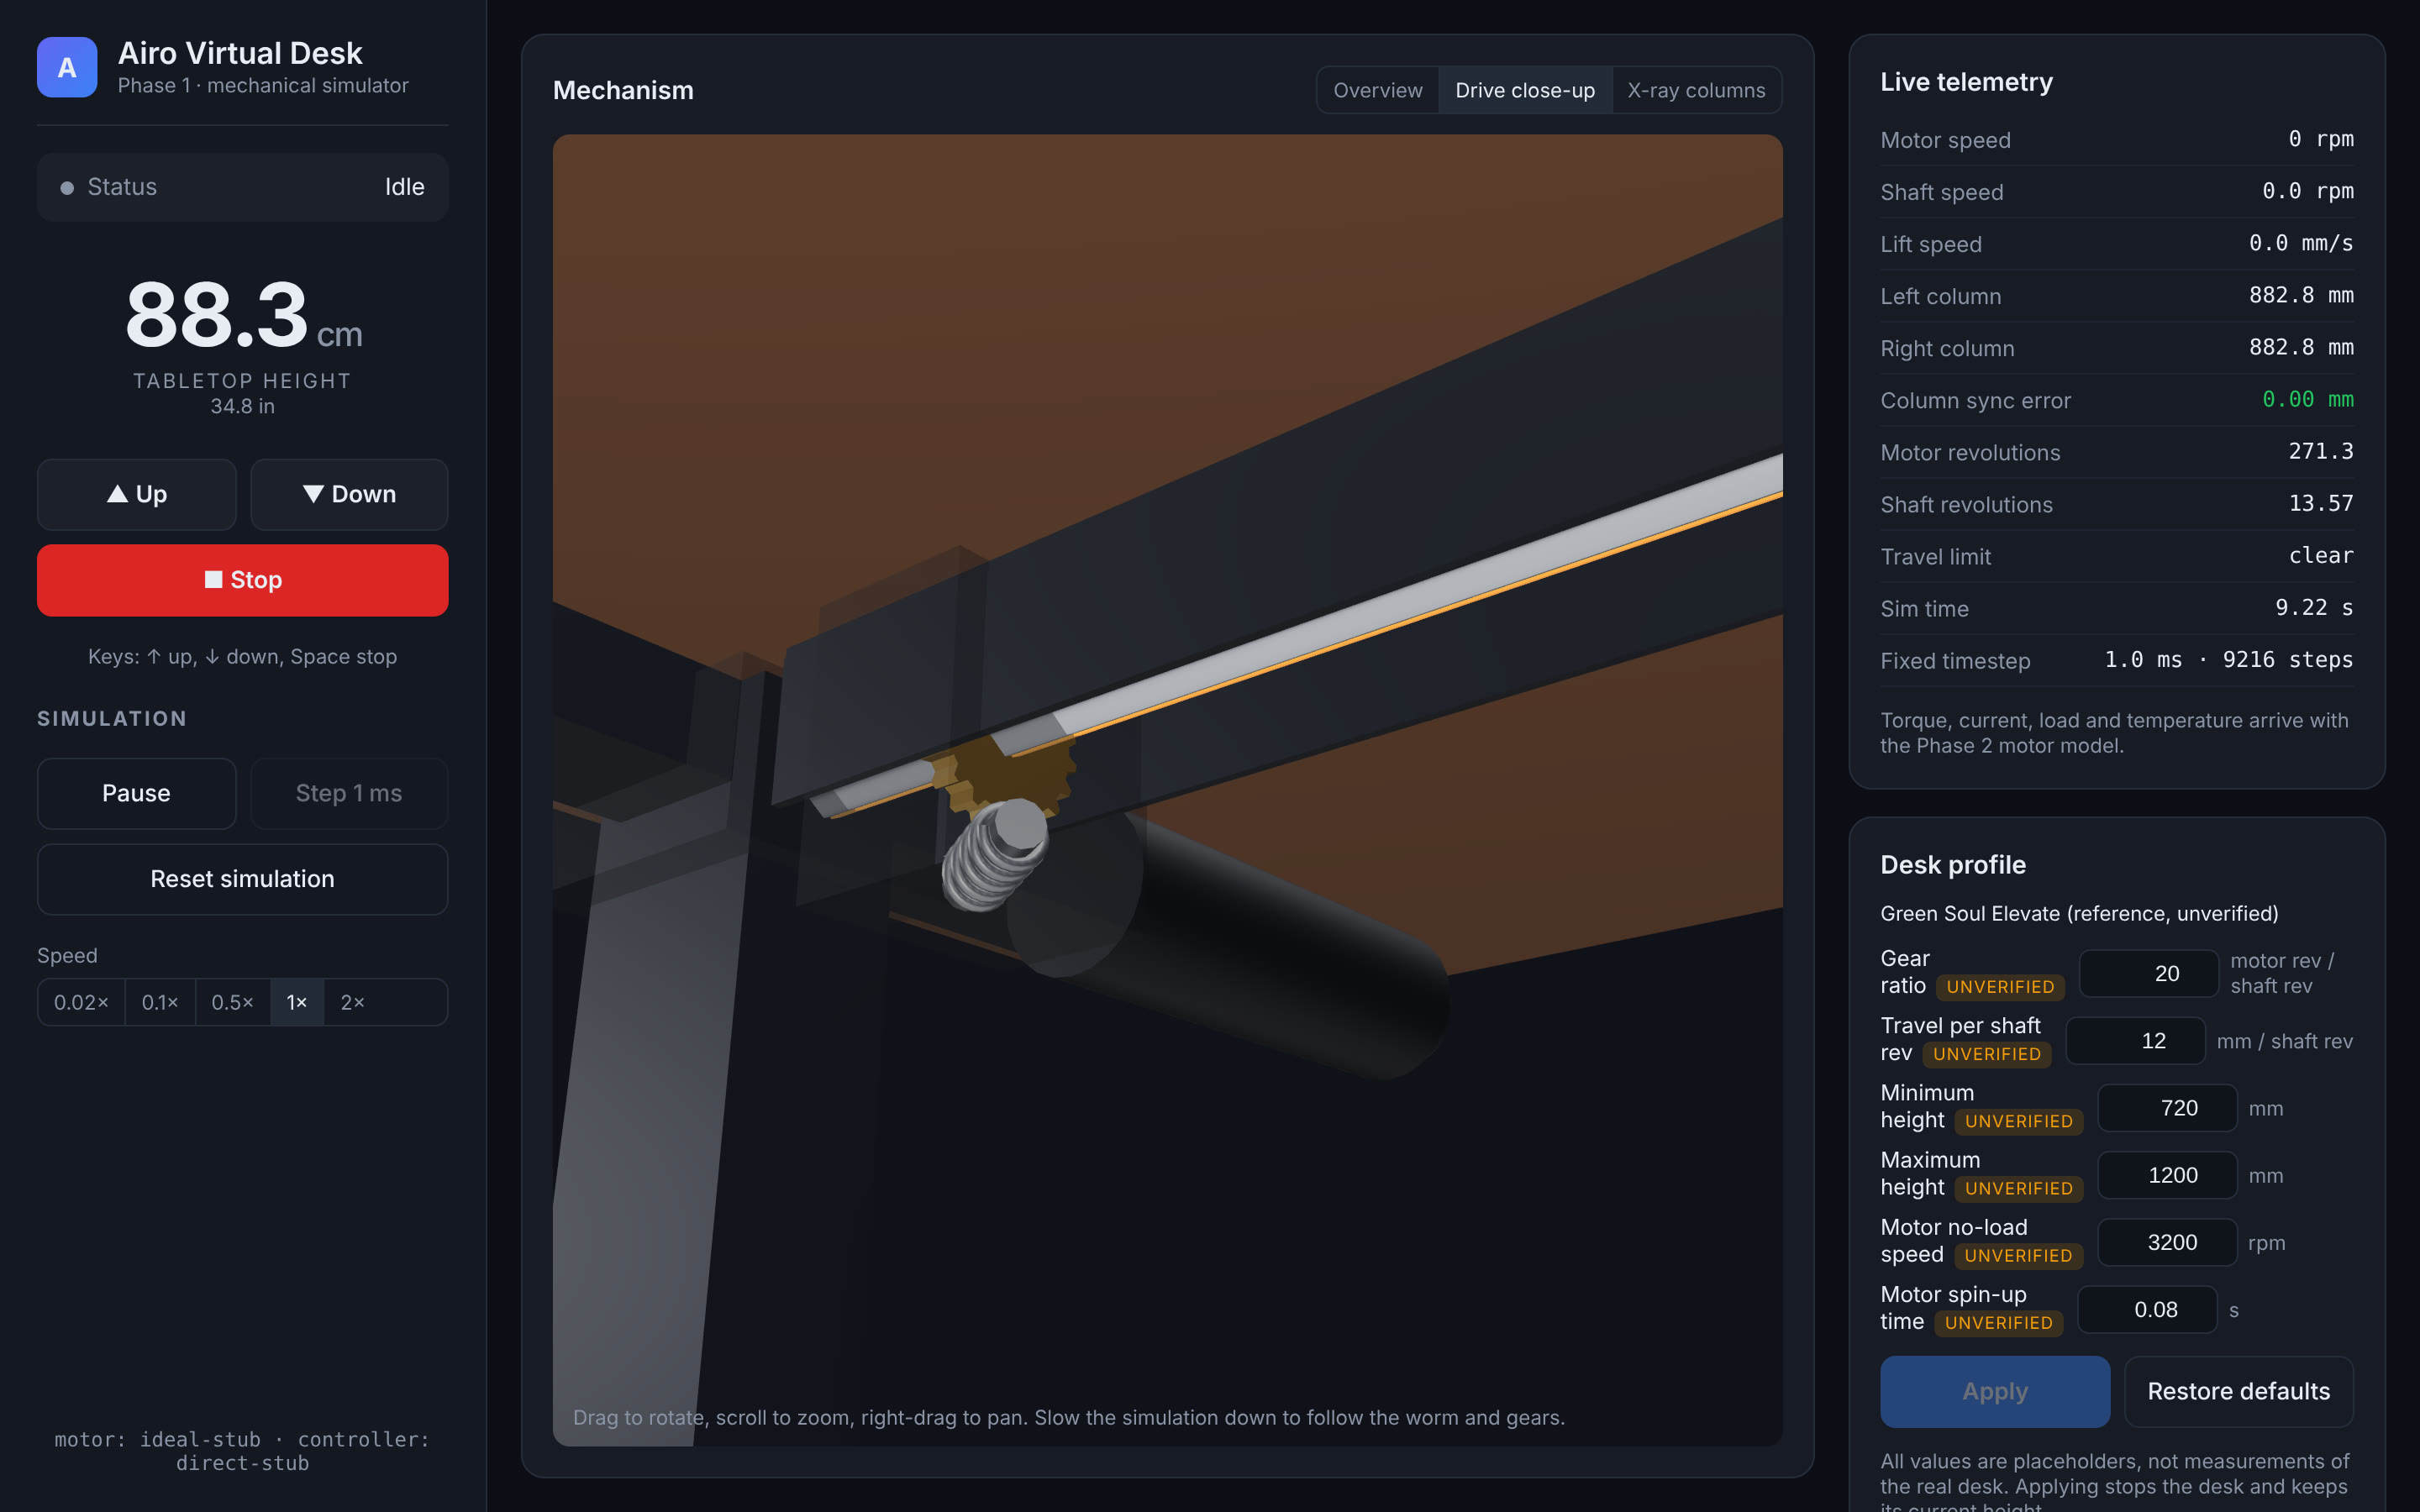 A
Airo Virtual Desk
Phase 1 · mechanical simulator
Status
Idle
88.3 cm
TABLETOP HEIGHT
34.8 in
▲ Up
▼ Down
■ Stop
Keys: ↑ up, ↓ down, Space stop
SIMULATION
Pause
Step 1 ms
Reset simulation
Speed
0.02×
0.1×
0.5×
1×
2×
motor: ideal-stub · controller:
direct-stub
Mechanism
Overview
Drive close-up
X-ray columns
Drag to rotate, scroll to zoom, right-drag to pan. Slow the simulation down to follow the worm and gears.
Live telemetry
Motor speed 0 rpm
Shaft speed 0.0 rpm
Lift speed 0.0 mm/s
Left column 882.8 mm
Right column 882.8 mm
Column sync error 0.00 mm
Motor revolutions 271.3
Shaft revolutions 13.57
Travel limit clear
Sim time 9.22 s
Fixed timestep 1.0 ms · 9216 steps
Torque, current, load and temperature arrive with
the Phase 2 motor model.
Desk profile
Green Soul Elevate (reference, unverified)
Gear
ratio UNVERIFIED
20
motor rev /
shaft rev
Travel per shaft
rev UNVERIFIED
12
mm / shaft rev
Minimum
height UNVERIFIED
720
mm
Maximum
height UNVERIFIED
1200
mm
Motor no-load
speed UNVERIFIED
3200
rpm
Motor spin-up
time UNVERIFIED
0.08
s
Apply
Restore defaults
All values are placeholders, not measurements of
the real desk. Applying stops the desk and keeps
its current height.